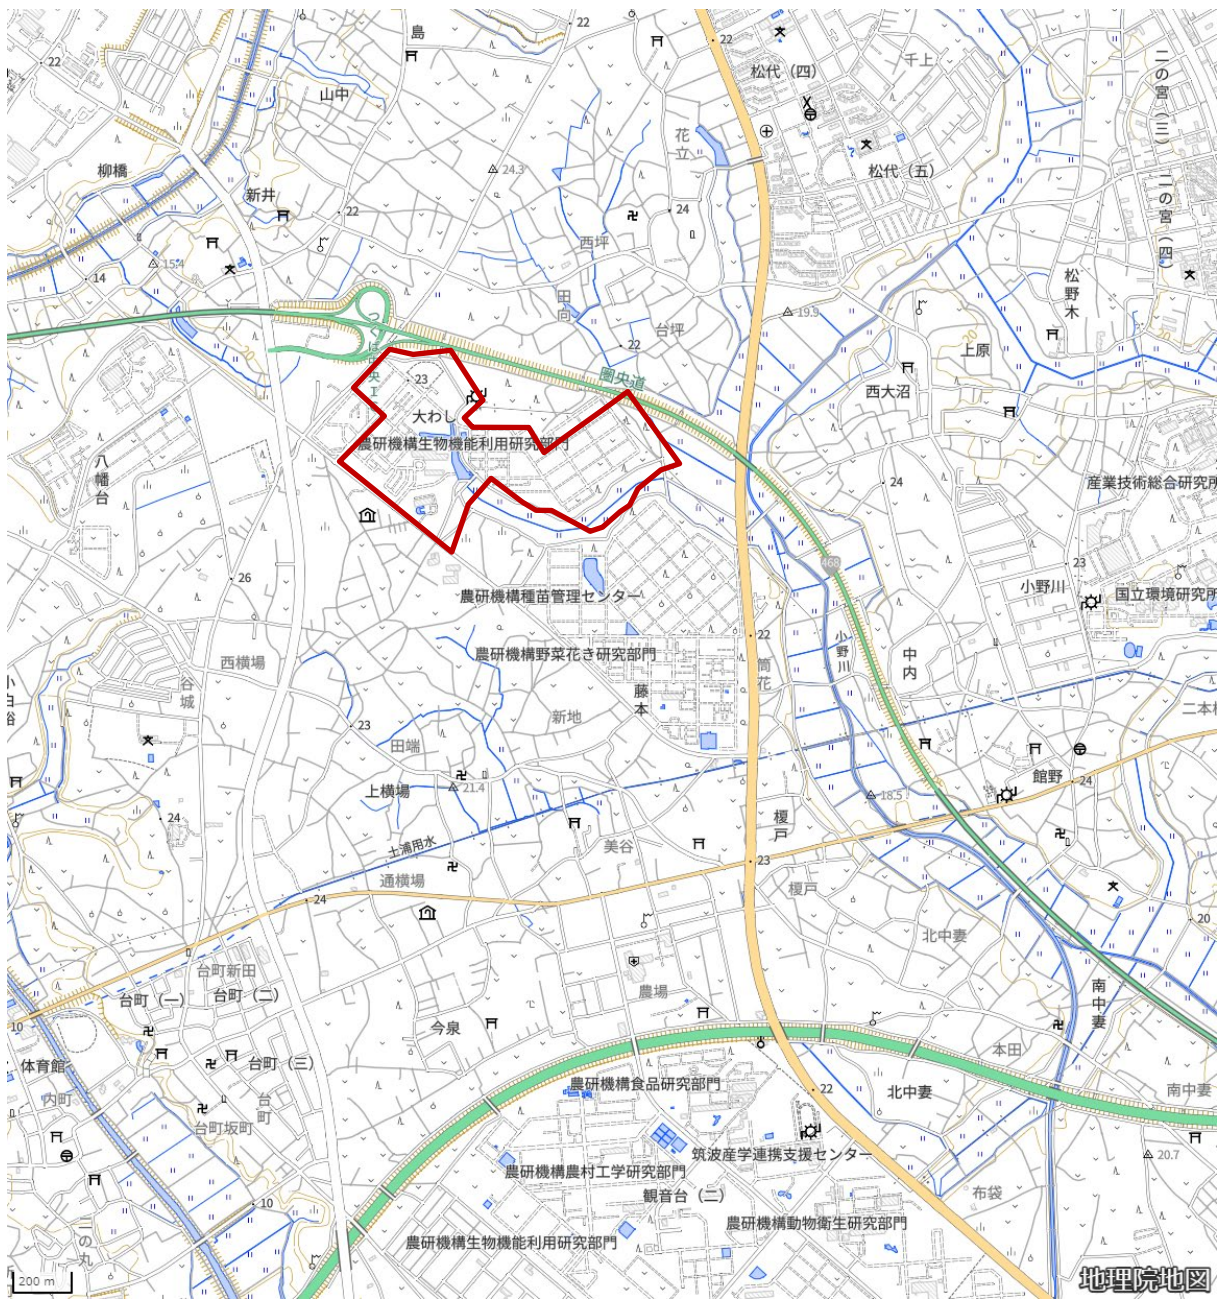 22
島
22
22
松代（四）
千上
二の宮（三）
22
山中
花立
柳橋
24.3
松代（五）
新井
22
24
二の宮（四）
西坪
15.4
14
松野木
田向
19.9
台坪
22
20
上原
つくば中央IC
圏央道
23
西大沼
大わし
農研機構生物機能利用研究部門
八幡台
24
産業技術総合研究所
468
23
26
小野川
国立環境研究所
農研機構種苗管理センター
22
農研機構野菜花き研究部門
西横場
筒花
小野川
中内
谷城
藤本
新地
23
田端
館野
24
上横場
21.4
18.5
24
榎戸
土浦用水
美谷
23
通横場
榎戸
24
20
北中妻
台町新田
農場
台町（一）
台町（二）
南中妻
10
今泉
本田
体育館
台町（三）
農研機構食品研究部門
22
北中妻
南中妻
内町
台町
台町坂町
筑波産学連携支援センター
20.7
農研機構農村工学研究部門
観音台（二）
布袋
10
農研機構動物衛生研究部門
二の丸
農研機構生物機能利用研究部門
200 m
地理院地図